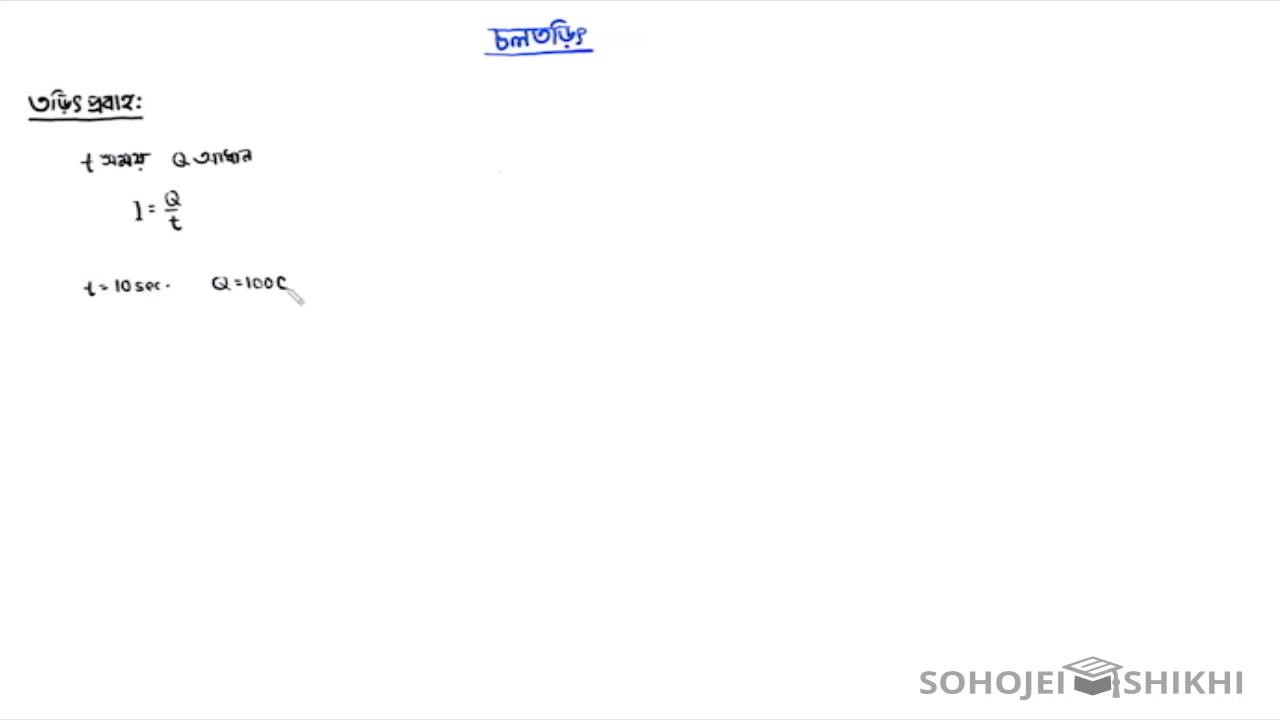 চলতড়িৎ
তড়িৎ প্রবাহ:
t সময় Q আধান
I = Q/t
t = 10 sec. Q = 100C
SOHOJEI SHIKHI